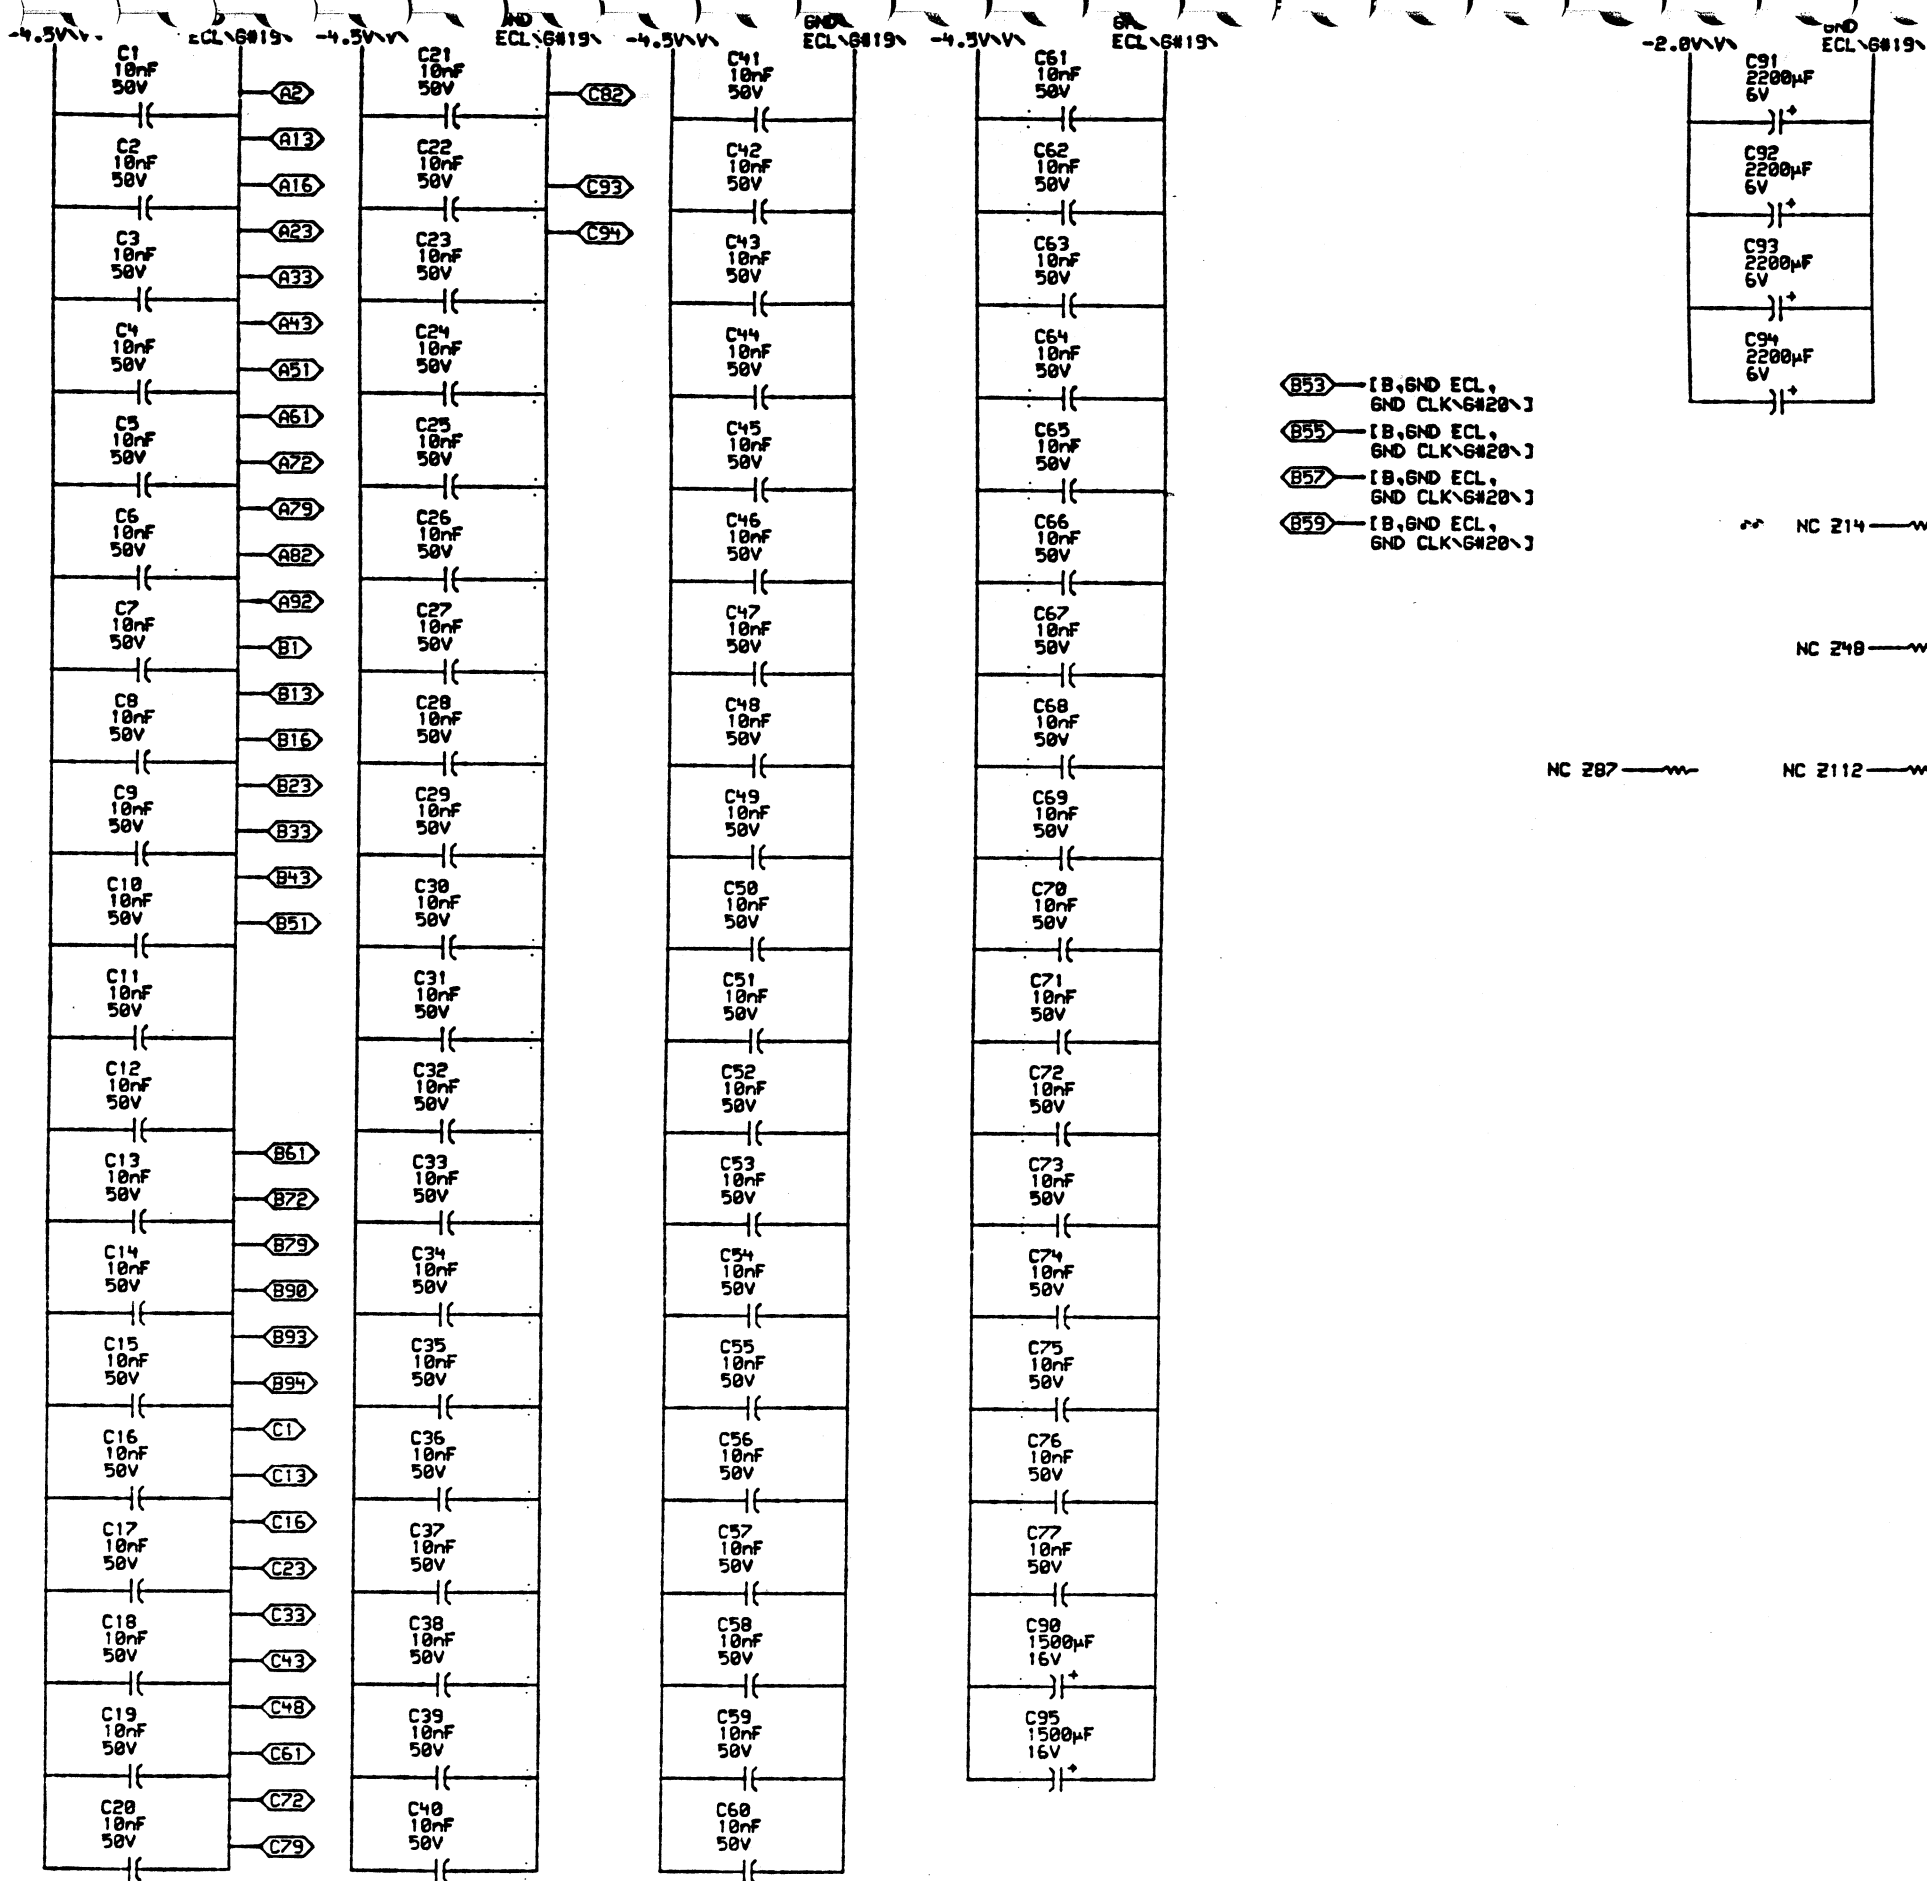 -4.5V\V\
ECL\G#19\
C1
10nF
50V
C2
10nF
50V
C3
10nF
50V
C4
10nF
50V
C5
10nF
50V
C6
10nF
50V
C7
10nF
50V
C8
10nF
50V
C9
10nF
50V
C10
10nF
50V
C11
10nF
50V
C12
10nF
50V
C13
10nF
50V
C14
10nF
50V
C15
10nF
50V
C16
10nF
50V
C17
10nF
50V
C18
10nF
50V
C19
10nF
50V
C20
10nF
50V
A2
A13
A16
A23
A33
A43
A51
A61
A72
A79
A82
A92
B1
B13
B16
B23
B33
B43
B51
B61
B72
B79
B90
B93
B94
C1
C13
C16
C23
C33
C43
C48
C61
C72
C79
-4.5V\V\
GND
ECL\G#19\
C21
10nF
50V
C22
10nF
50V
C23
10nF
50V
C24
10nF
50V
C25
10nF
50V
C26
10nF
50V
C27
10nF
50V
C28
10nF
50V
C29
10nF
50V
C30
10nF
50V
C31
10nF
50V
C32
10nF
50V
C33
10nF
50V
C34
10nF
50V
C35
10nF
50V
C36
10nF
50V
C37
10nF
50V
C38
10nF
50V
C39
10nF
50V
C40
10nF
50V
C82
C93
C94
-4.5V\V\
GND
ECL\G#19\
C41
10nF
50V
C42
10nF
50V
C43
10nF
50V
C44
10nF
50V
C45
10nF
50V
C46
10nF
50V
C47
10nF
50V
C48
10nF
50V
C49
10nF
50V
C50
10nF
50V
C51
10nF
50V
C52
10nF
50V
C53
10nF
50V
C54
10nF
50V
C55
10nF
50V
C56
10nF
50V
C57
10nF
50V
C58
10nF
50V
C59
10nF
50V
C60
10nF
50V
-4.5V\V\
ECL\G#19\
C61
10nF
50V
C62
10nF
50V
C63
10nF
50V
C64
10nF
50V
C65
10nF
50V
C66
10nF
50V
C67
10nF
50V
C68
10nF
50V
C69
10nF
50V
C70
10nF
50V
C71
10nF
50V
C72
10nF
50V
C73
10nF
50V
C74
10nF
50V
C75
10nF
50V
C76
10nF
50V
C77
10nF
50V
C90
1500µF
16V
+
C95
1500µF
16V
+
B53 [B,GND ECL,
GND CLK\G#20\]
B55 [B,GND ECL,
GND CLK\G#20\]
B57 [B,GND ECL,
GND CLK\G#20\]
B59 [B,GND ECL,
GND CLK\G#20\]
-2.0V\V\
GND
ECL\G#19\
C91
2200µF
6V
+
C92
2200µF
6V
+
C93
2200µF
6V
+
C94
2200µF
6V
+
NC Z14
NC Z48
NC Z87
NC Z112